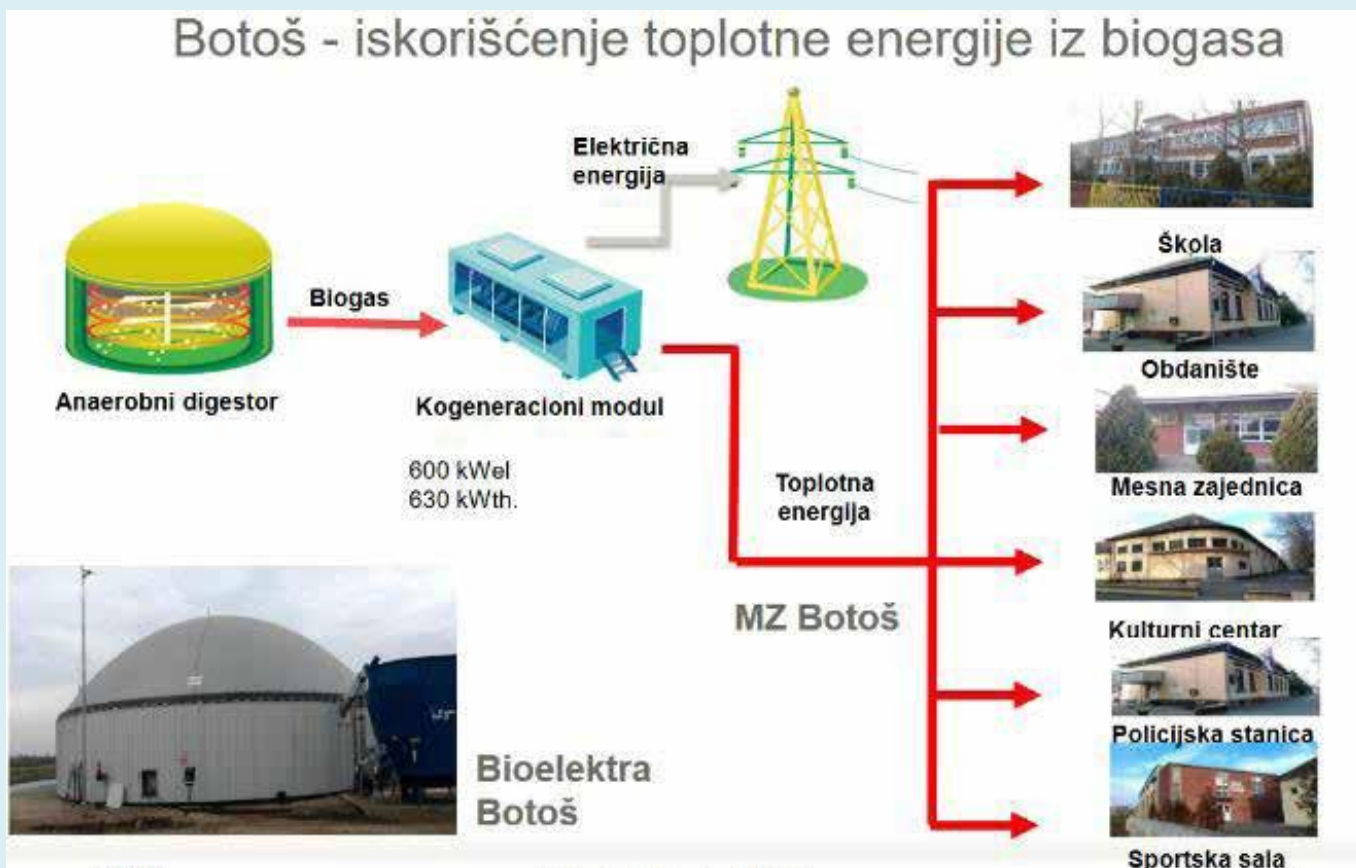 Botoš - iskorišćenje toplotne energije iz biogasa
Električna
energija
Biogas
Anaerobni digestor
Kogeneracioni modul
600 kWel
630 kWth.
Toplotna
energija
MZ Botoš
Bioelektra
Botoš
Škola
Obdanište
Mesna zajednica
Kulturni centar
Policijska stanica
Sportska sala